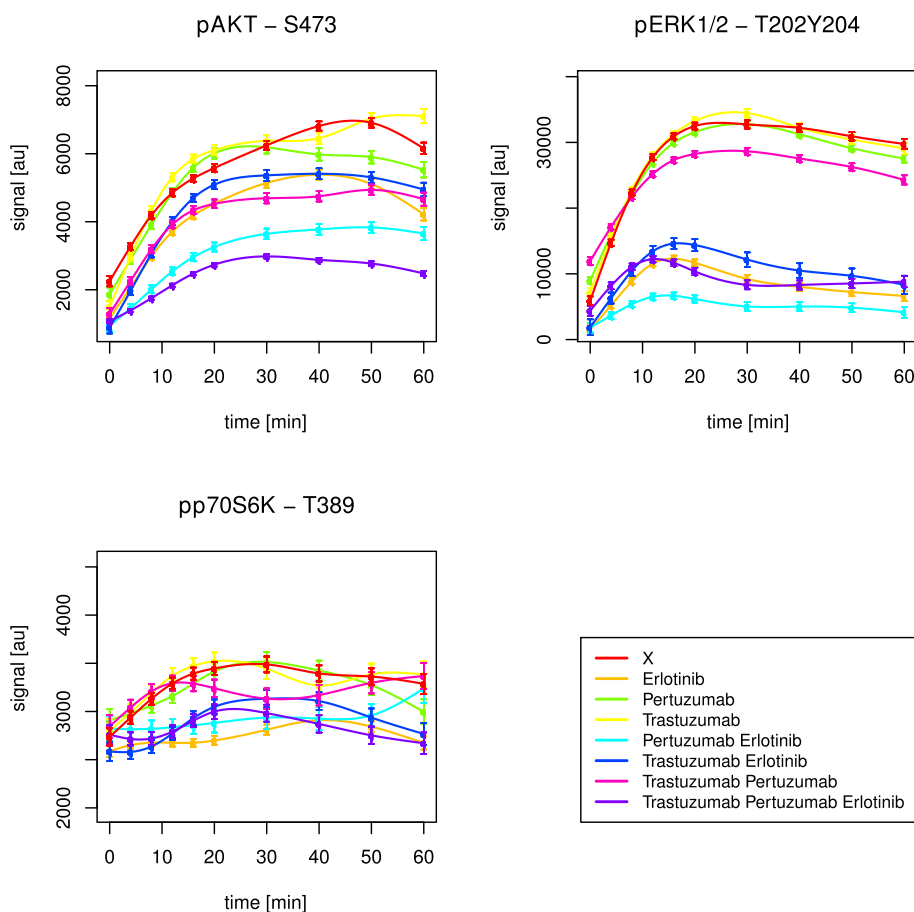 pAKT – S473
signal [au]
2000 4000 6000 8000
0 10 20 30 40 50 60
time [min]
pERK1/2 – T202Y204
signal [au]
0 10000 30000
0 10 20 30 40 50 60
time [min]
pp70S6K – T389
signal [au]
2000 3000 4000
0 10 20 30 40 50 60
time [min]
X
Erlotinib
Pertuzumab
Trastuzumab
Pertuzumab Erlotinib
Trastuzumab Erlotinib
Trastuzumab Pertuzumab
Trastuzumab Pertuzumab Erlotinib